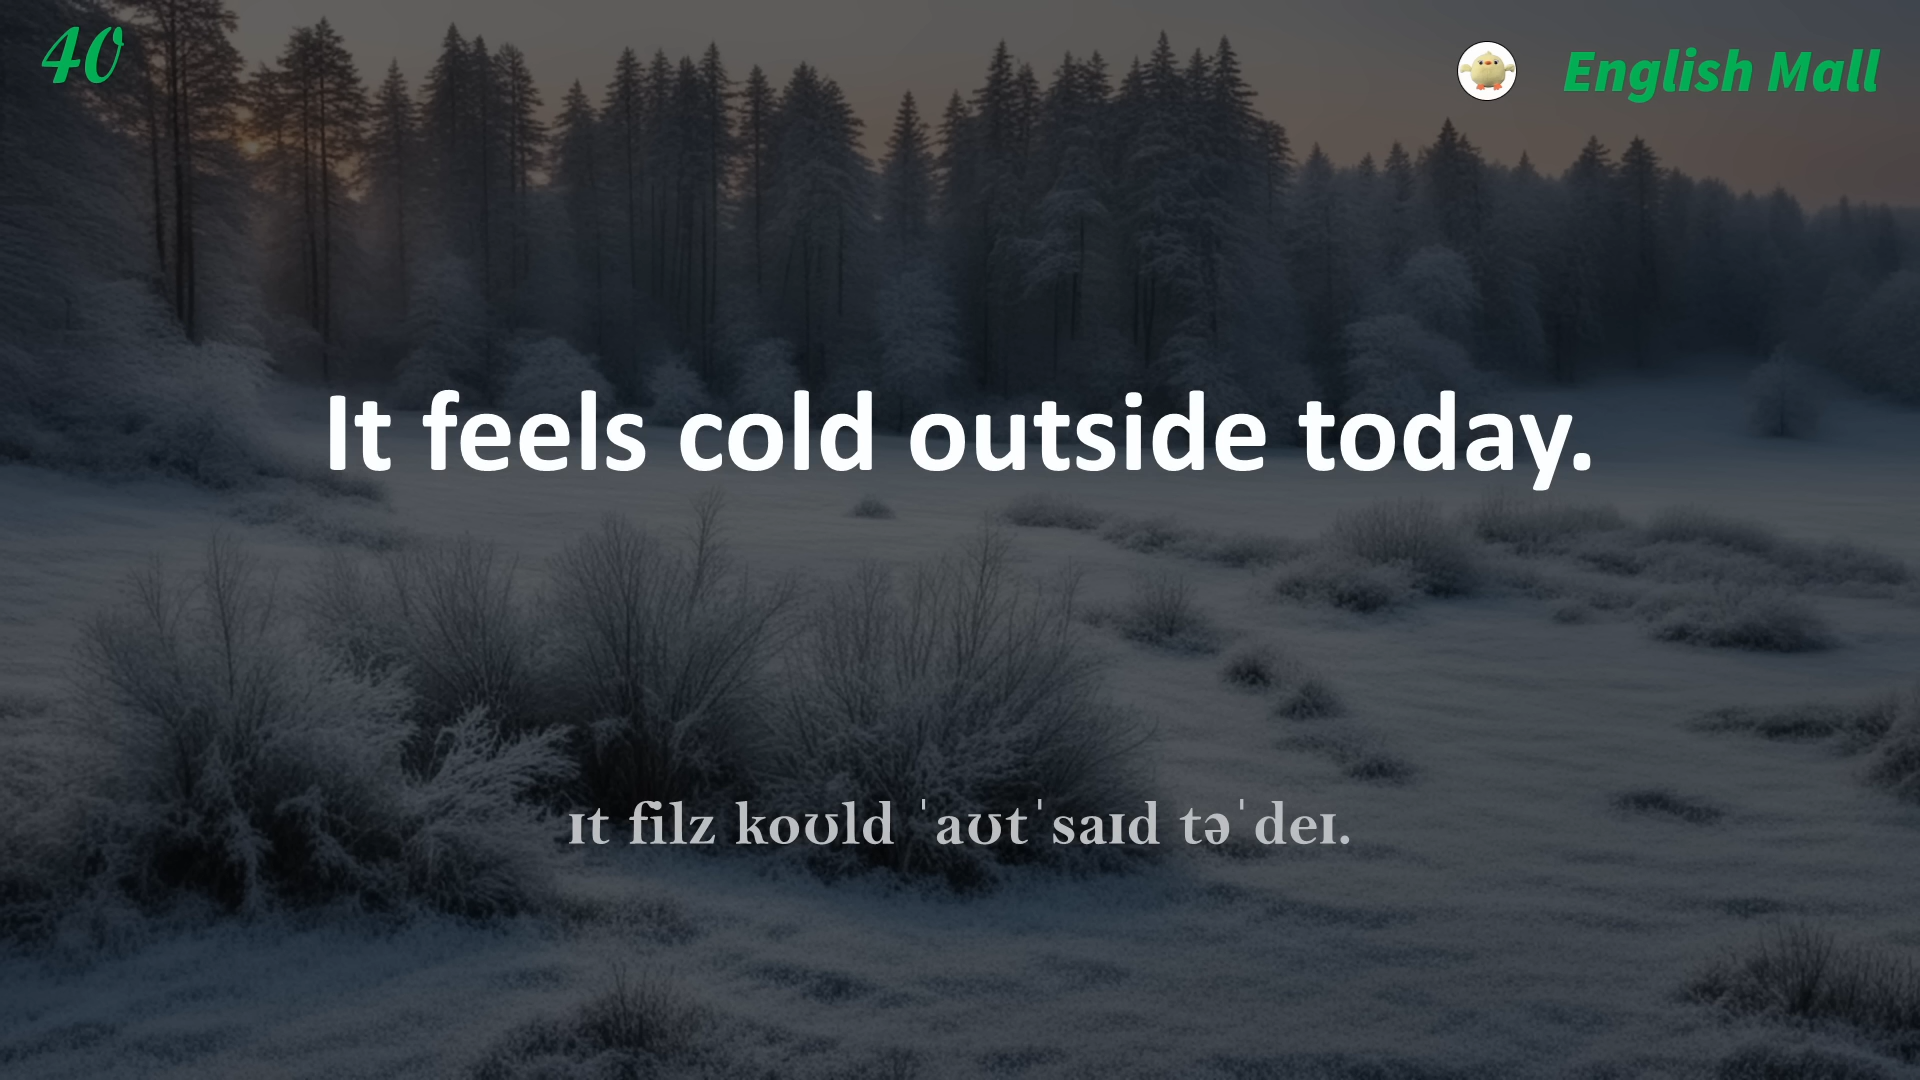 40
English Mall
It feels cold outside today.
ɪt filz koʊld ˈaʊtˈsaɪd təˈdeɪ.